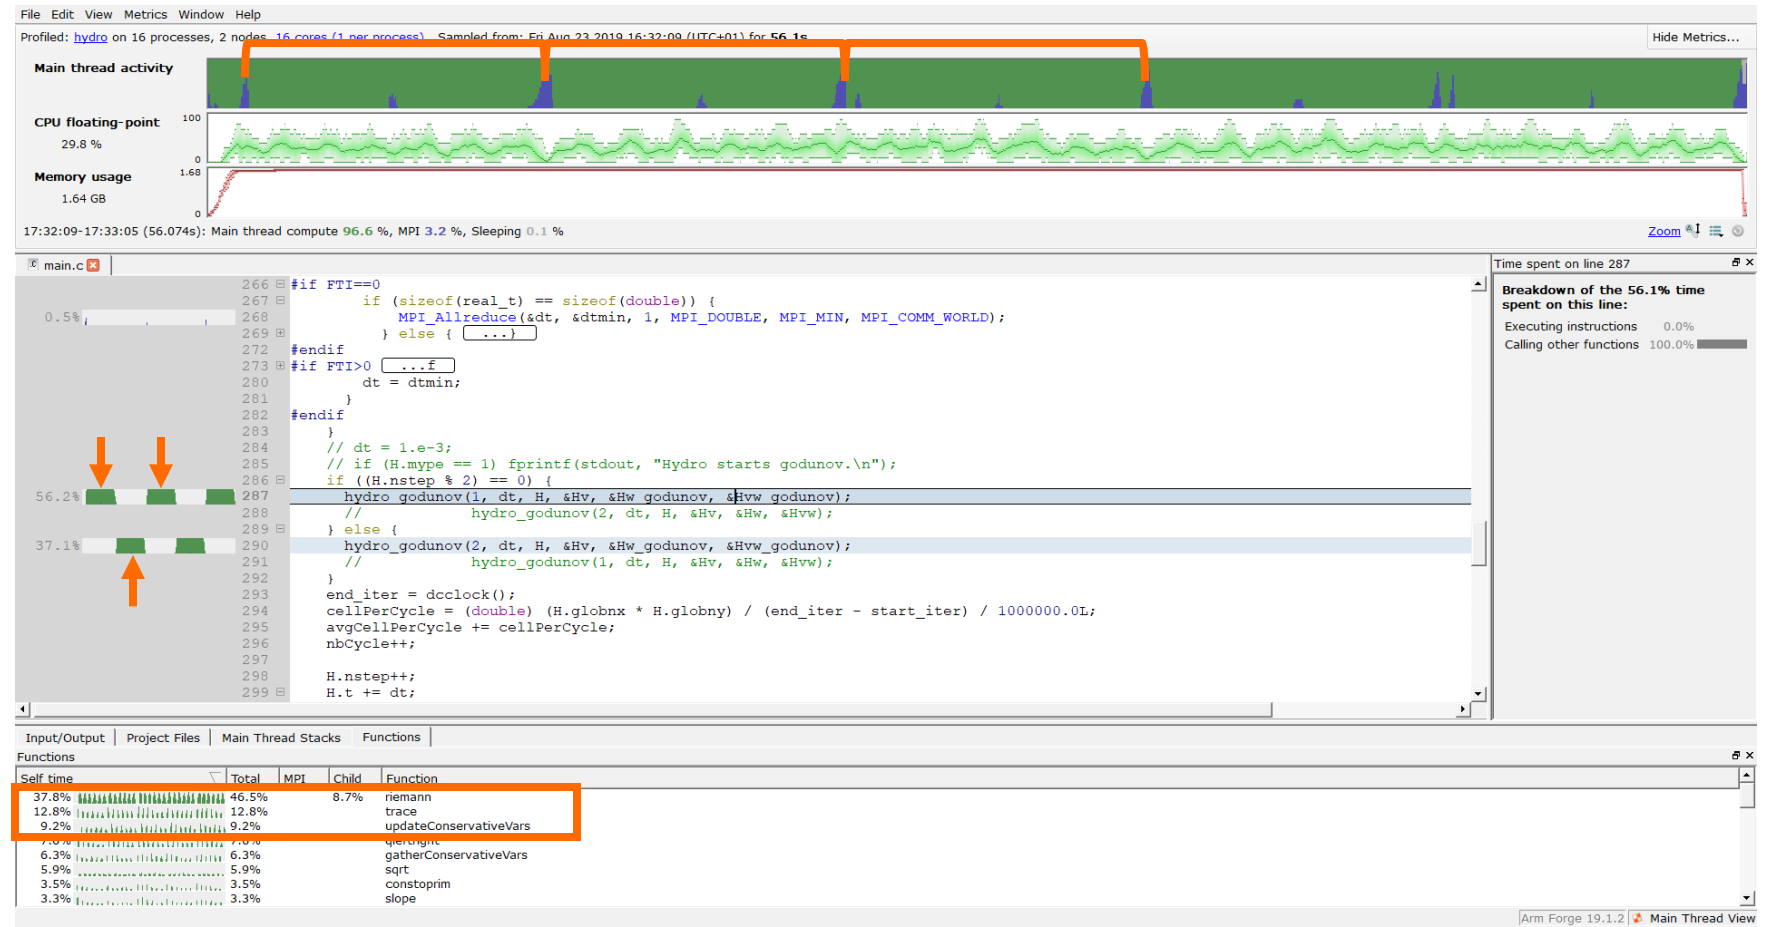 File Edit View Metrics Window Help
Profiled: hydro on 16 processes, 2 nodes, 16 cores (1 per process) Sampled from: Fri Aug 23 2019 16:32:09 (UTC+01) for 56.1s
Hide Metrics...
Main thread activity
CPU floating-point 100
29.8 %
0
Memory usage 1.68
1.64 GB
0
17:32:09-17:33:05 (56.074s): Main thread compute 96.6 %, MPI 3.2 %, Sleeping 0.1 %
Zoom
main.c
266 #if FTI==0
267 if (sizeof(real_t) == sizeof(double)) {
0.5% 268 MPI_Allreduce(&dt, &dtmin, 1, MPI_DOUBLE, MPI_MIN, MPI_COMM_WORLD);
269 } else { ...}
272 #endif
273 #if FTI>0 ...f
280 dt = dtmin;
281 }
282 #endif
283 }
284 // dt = 1.e-3;
285 // if (H.mype == 1) fprintf(stdout, "Hydro starts godunov.\n");
286 if ((H.nstep % 2) == 0) {
56.2% 287 hydro_godunov(1, dt, H, &Hv, &Hw_godunov, &Hvw_godunov);
288 // hydro_godunov(2, dt, H, &Hv, &Hw, &Hvw);
289 } else {
37.1% 290 hydro_godunov(2, dt, H, &Hv, &Hw_godunov, &Hvw_godunov);
291 // hydro_godunov(1, dt, H, &Hv, &Hw, &Hvw);
292 }
293 end_iter = dcclock();
294 cellPerCycle = (double) (H.globnx * H.globny) / (end_iter - start_iter) / 1000000.0L;
295 avgCellPerCycle += cellPerCycle;
296 nbCycle++;
297
298 H.nstep++;
299 H.t += dt;
Time spent on line 287
Breakdown of the 56.1% time
spent on this line:
Executing instructions 0.0%
Calling other functions 100.0%
Input/Output Project Files Main Thread Stacks Functions
Functions
Self time Total MPI Child Function
37.8% 46.5% 8.7% riemann
12.8% 12.8% trace
9.2% 9.2% updateConservativeVars
7.0% 7.0% qleftright
6.3% 6.3% gatherConservativeVars
5.9% 5.9% sqrt
3.5% 3.5% constoprim
3.3% 3.3% slope
Arm Forge 19.1.2 Main Thread View